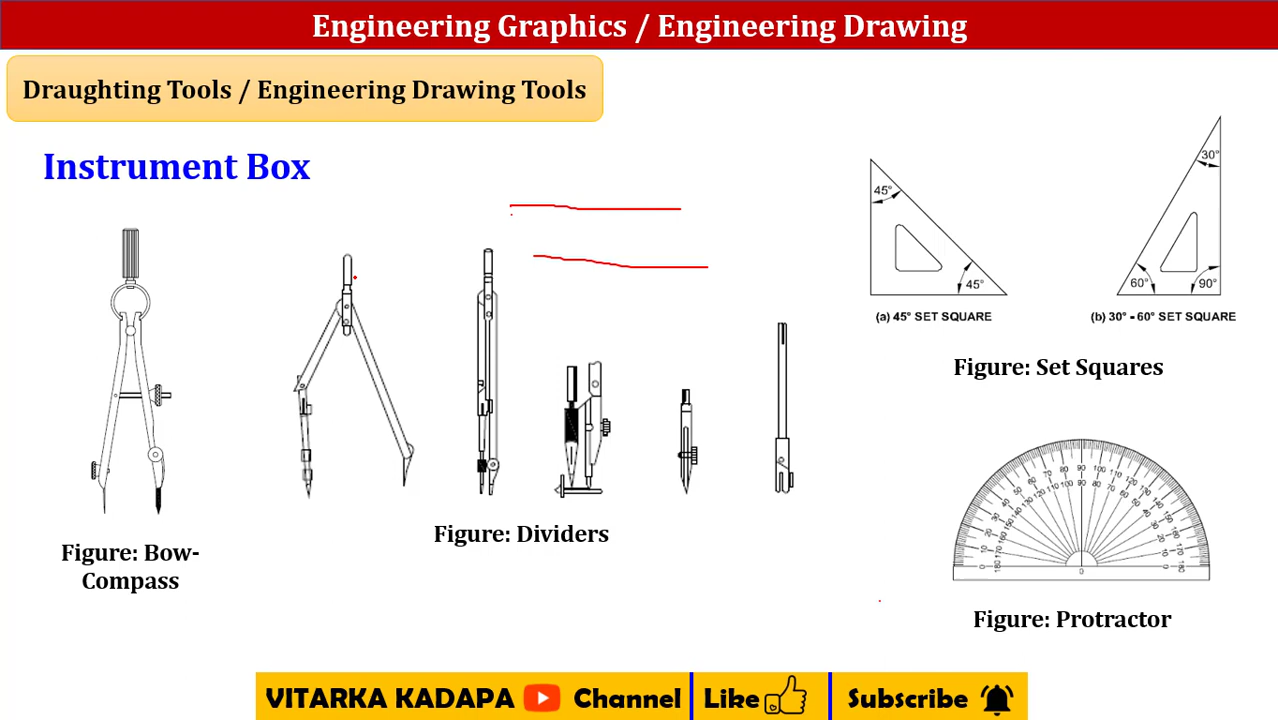 Engineering Graphics / Engineering Drawing
Draughting Tools / Engineering Drawing Tools
Instrument Box
45°
45°
(a) 45° SET SQUARE
30°
60°
90°
(b) 30° - 60° SET SQUARE
Figure: Set Squares
Figure: Bow-
Compass
Figure: Dividers
Figure: Protractor
VITARKA KADAPA Channel
Like
Subscribe